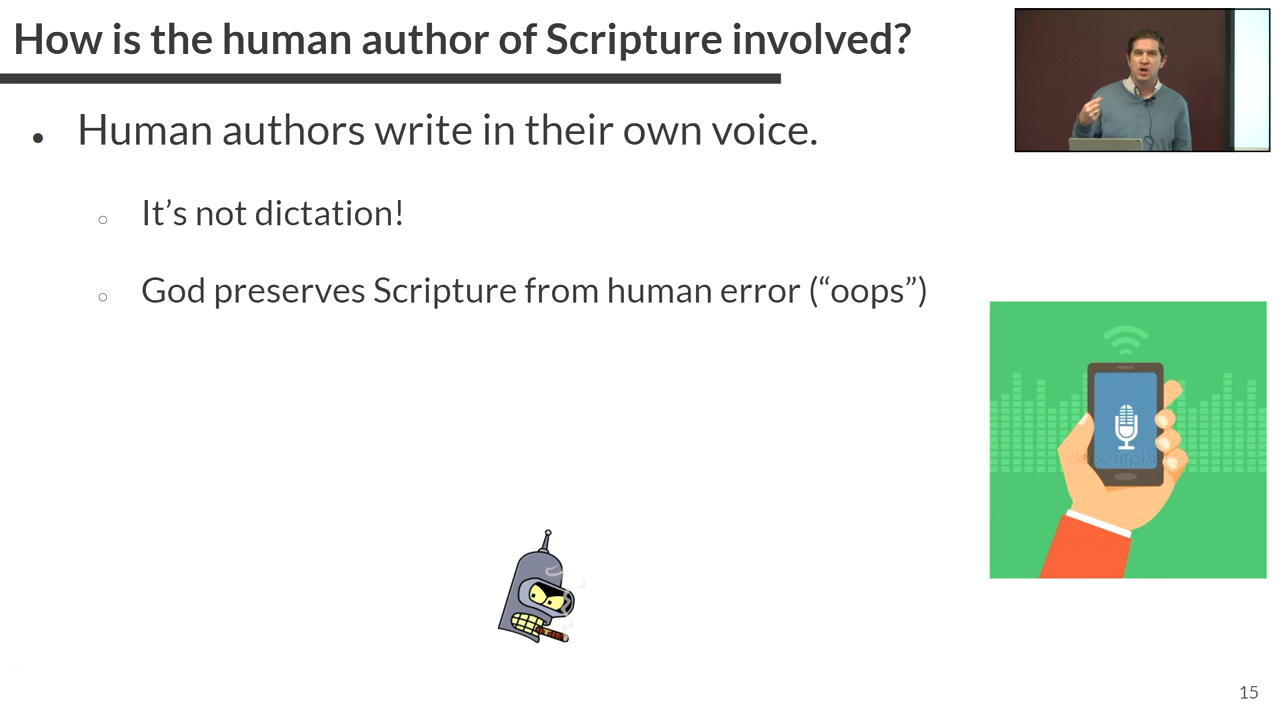 How is the human author of Scripture involved?
● Human authors write in their own voice.
○ It’s not dictation!
○ God preserves Scripture from human error (“oops”)
15